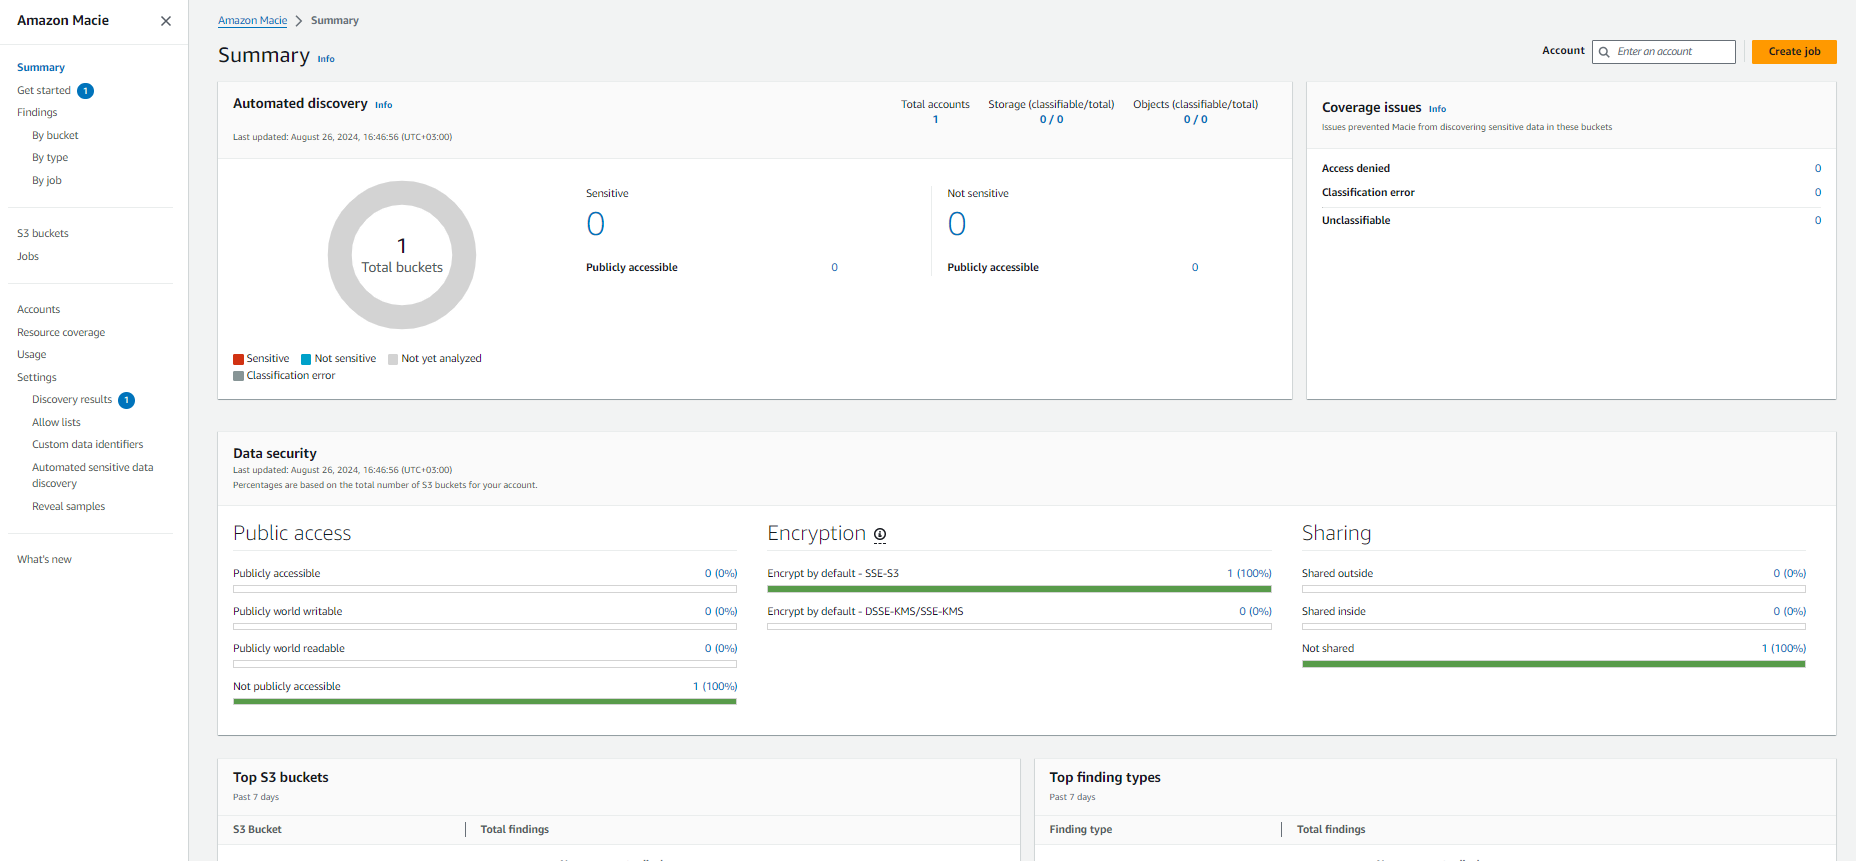 Amazon Macie
Summary
Get started 1
Findings
By bucket
By type
By job
S3 buckets
Jobs
Accounts
Resource coverage
Usage
Settings
Discovery results 1
Allow lists
Custom data identifiers
Automated sensitive data
discovery
Reveal samples
What's new
Amazon Macie > Summary
Summary Info
Account Enter an account Create job
Automated discovery Info
Last updated: August 26, 2024, 16:46:56 (UTC+03:00)
Total accounts Storage (classifiable/total) Objects (classifiable/total)
1 0 / 0 0 / 0
1
Total buckets
Sensitive Not sensitive Not yet analyzed
Classification error
Sensitive
0
Publicly accessible 0
Not sensitive
0
Publicly accessible 0
Coverage issues Info
Issues prevented Macie from discovering sensitive data in these buckets
Access denied 0
Classification error 0
Unclassifiable 0
Data security
Last updated: August 26, 2024, 16:46:56 (UTC+03:00)
Percentages are based on the total number of S3 buckets for your account.
Public access
Publicly accessible 0 (0%)
Publicly world writable 0 (0%)
Publicly world readable 0 (0%)
Not publicly accessible 1 (100%)
Encryption
Encrypt by default - SSE-S3 1 (100%)
Encrypt by default - DSSE-KMS/SSE-KMS 0 (0%)
Sharing
Shared outside 0 (0%)
Shared inside 0 (0%)
Not shared 1 (100%)
Top S3 buckets
Past 7 days
S3 Bucket Total findings
Top finding types
Past 7 days
Finding type Total findings